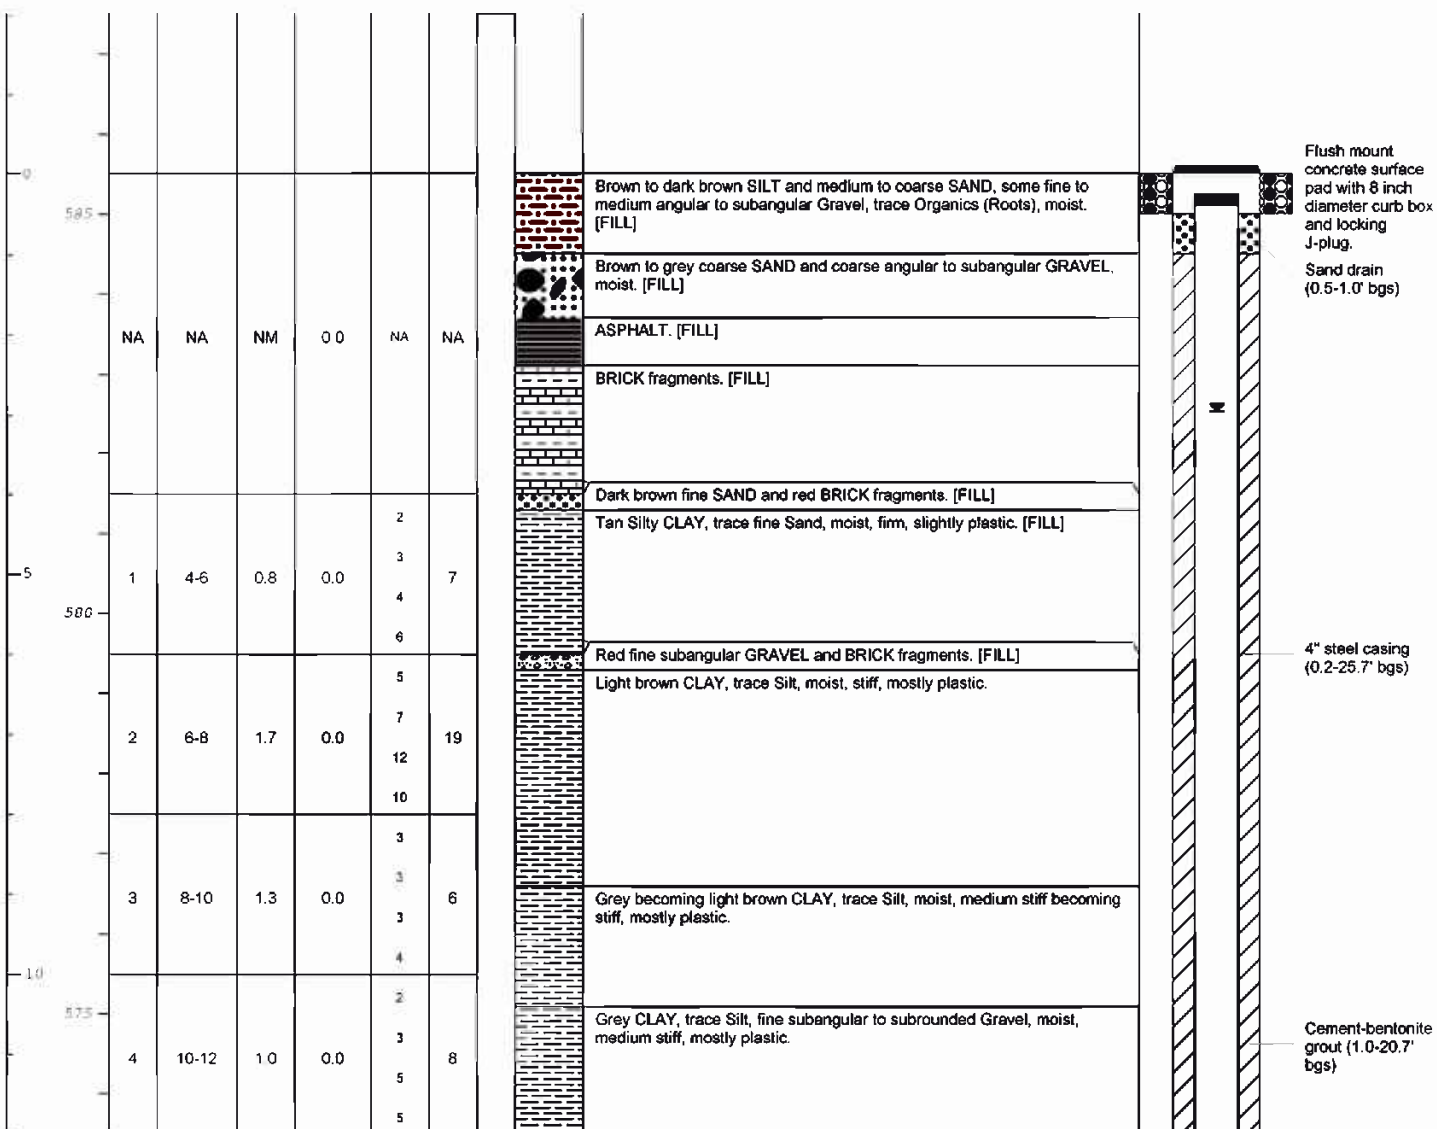 Flush mount
concrete surface
pad with 8 inch
diameter curb box
and locking
J-plug.
0
585
Brown to dark brown SILT and medium to coarse SAND, some fine to
medium angular to subangular Gravel, trace Organics (Roots), moist.
[FILL]
Sand drain
(0.5-1.0' bgs)
Brown to grey coarse SAND and coarse angular to subangular GRAVEL,
moist. [FILL]
NA NA NM 0.0 NA NA
ASPHALT. [FILL]
BRICK fragments. [FILL]
Dark brown fine SAND and red BRICK fragments. [FILL]
2
Tan Silty CLAY, trace fine Sand, moist, firm, slightly plastic. [FILL]
3
5
1 4-6 0.8 0.0 7
4
580
6
Red fine subangular GRAVEL and BRICK fragments. [FILL]
4" steel casing
(0.2-25.7' bgs)
5
Light brown CLAY, trace Silt, moist, stiff, mostly plastic.
7
2 6-8 1.7 0.0 19
12
10
3
3
3 8-10 1.3 0.0 6
Grey becoming light brown CLAY, trace Silt, moist, medium stiff becoming
stiff, mostly plastic.
3
4
10
2
575
Grey CLAY, trace Silt, fine subangular to subrounded Gravel, moist,
medium stiff, mostly plastic.
3
Cement-bentonite
grout (1.0-20.7'
bgs)
4 10-12 1.0 0.0 8
5
5